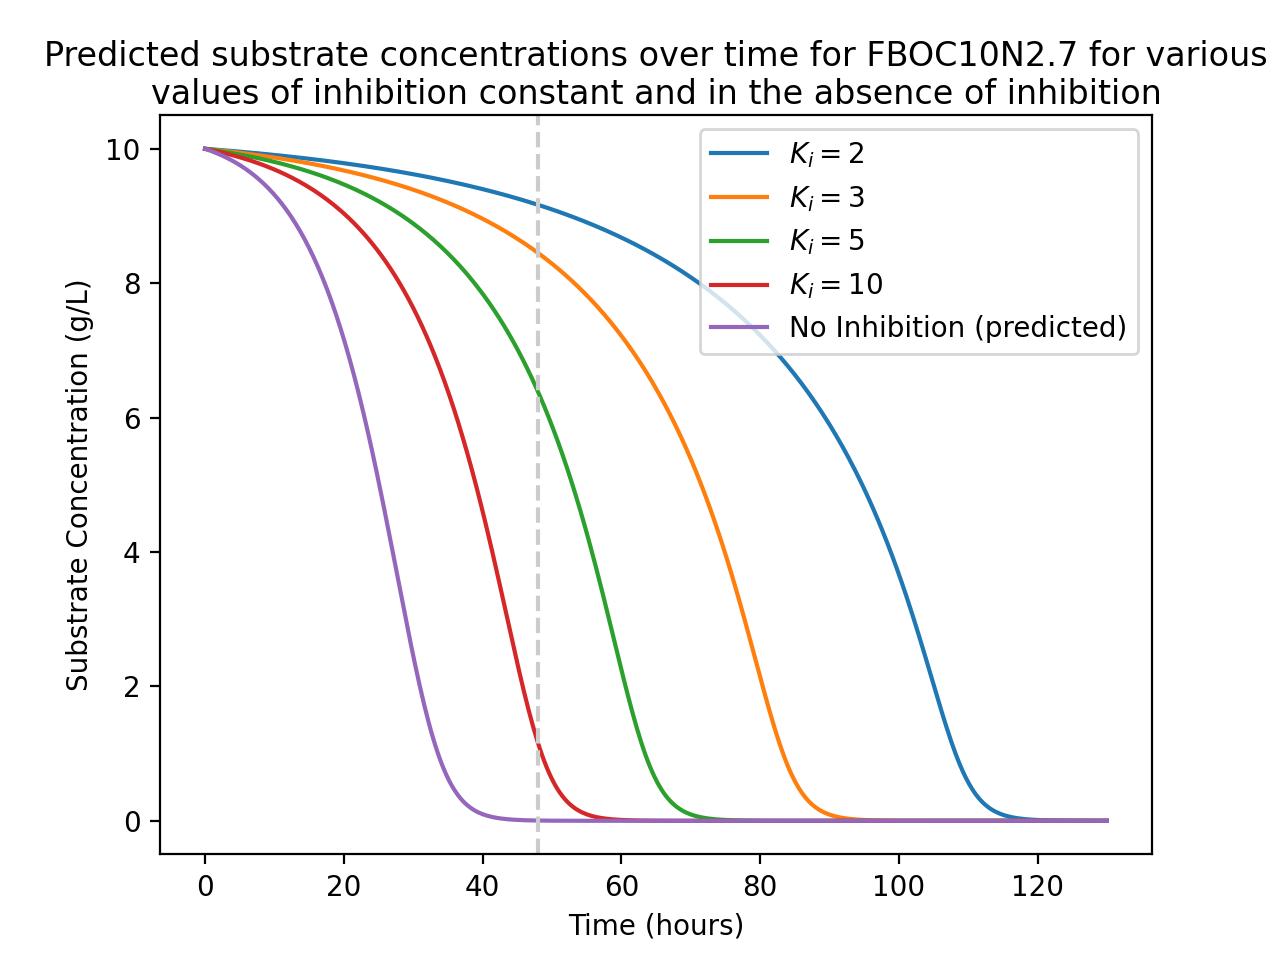 Predicted substrate concentrations over time for FBOC10N2.7 for various
values of inhibition constant and in the absence of inhibition
K_i = 2
K_i = 3
K_i = 5
K_i = 10
No Inhibition (predicted)
Substrate Concentration (g/L)
10
8
6
4
2
0
0 20 40 60 80 100 120
Time (hours)